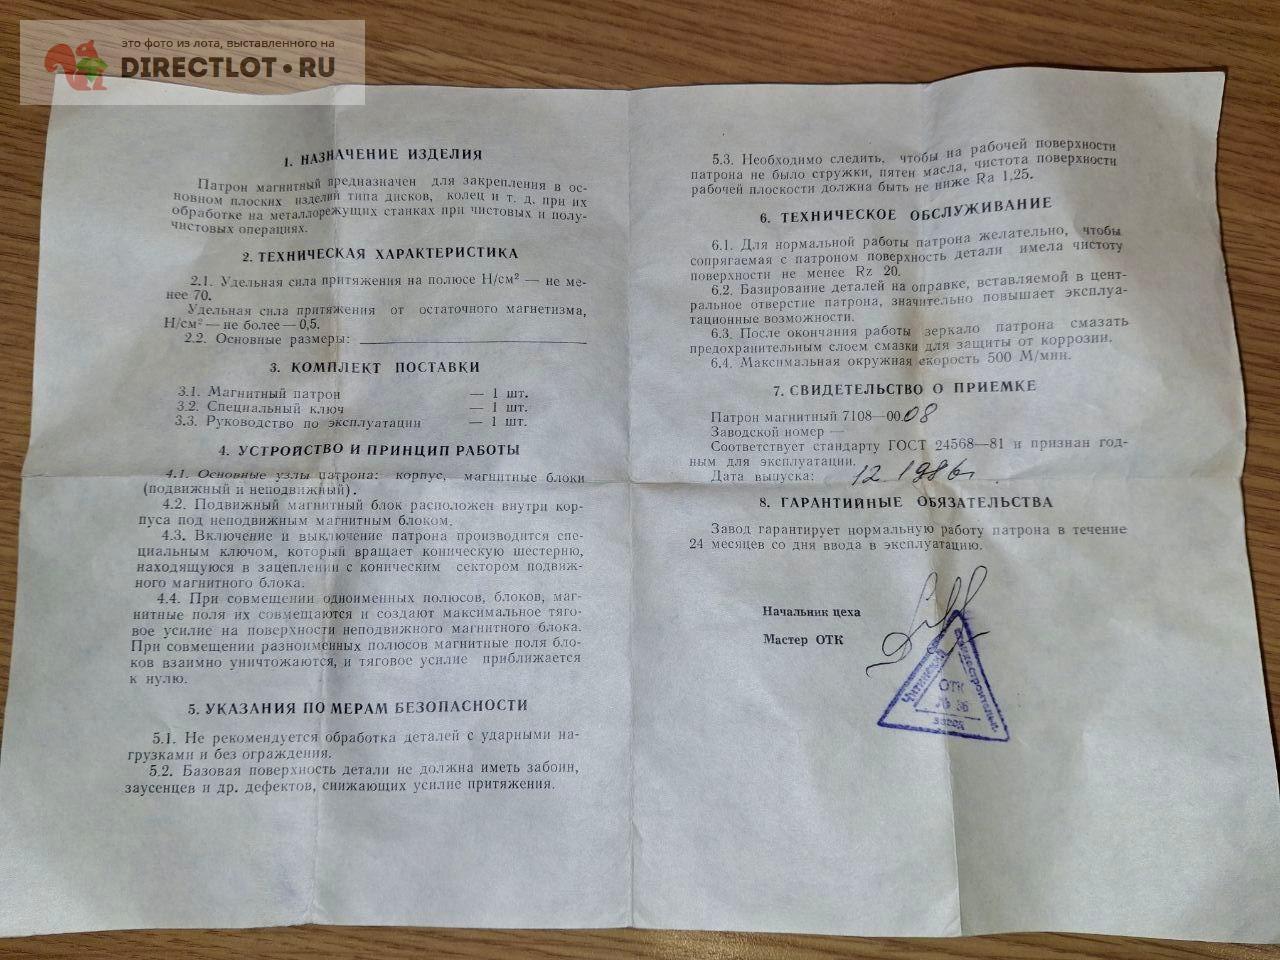 это фото из лота, выставленного на
DIRECTLOT•RU
1. НАЗНАЧЕНИЕ ИЗДЕЛИЯ
Патрон магнитный предназначен для закрепления в ос-
новном плоских изделий типа дисков, колец и т. д. при их
обработке на металлорежущих станках при чистовых и полу-
чистовых операциях.
2. ТЕХНИЧЕСКАЯ ХАРАКТЕРИСТИКА
2.1. Удельная сила притяжения на полюсе Н/см² — не ме-
нее 70.
Удельная сила притяжения от остаточного магнетизма,
Н/см² — не более — 0,5.
2.2. Основные размеры:
3. КОМПЛЕКТ ПОСТАВКИ
3.1. Магнитный патрон — 1 шт.
3.2. Специальный ключ — 1 шт.
3.3. Руководство по эксплуатации — 1 шт.
4. УСТРОЙСТВО И ПРИНЦИП РАБОТЫ
4.1. Основные узлы патрона: корпус, магнитные блоки
(подвижный и неподвижный).
4.2. Подвижный магнитный блок расположен внутри кор-
пуса под неподвижным магнитным блоком.
4.3. Включение и выключение патрона производится спе-
циальным ключом, который вращает коническую шестерню,
находящуюся в зацеплении с коническим сектором подвиж-
ного магнитного блока.
4.4. При совмещении одноименных полюсов, блоков, маг-
нитные поля их совмещаются и создают максимальное тяго-
вое усилие на поверхности неподвижного магнитного блока.
При совмещении разноименных полюсов магнитные поля бло-
ков взаимно уничтожаются, и тяговое усилие приближается
к нулю.
5. УКАЗАНИЯ ПО МЕРАМ БЕЗОПАСНОСТИ
5.1. Не рекомендуется обработка деталей с ударными на-
грузками и без ограждения.
5.2. Базовая поверхность детали не должна иметь забоин,
заусенцев и др. дефектов, снижающих усилие притяжения.
5.3. Необходимо следить, чтобы на рабочей поверхности
патрона не было стружки, пятен масла, чистота поверхности
рабочей плоскости должна быть не ниже Ra 1,25.
6. ТЕХНИЧЕСКОЕ ОБСЛУЖИВАНИЕ
6.1. Для нормальной работы патрона желательно, чтобы
сопрягаемая с патроном поверхность детали имела чистоту
поверхности не менее Rz 20.
6.2. Базирование деталей на оправке, вставляемой в цент-
ральное отверстие патрона, значительно повышает эксплуа-
тационные возможности.
6.3. После окончания работы зеркало патрона смазать
предохранительным слоем смазки для защиты от коррозии.
6.4. Максимальная окружная скорость 500 М/мин.
7. СВИДЕТЕЛЬСТВО О ПРИЕМКЕ
Патрон магнитный 7108—0008
Заводской номер —
Соответствует стандарту ГОСТ 24568—81 и признан год-
ным для эксплуатации.
Дата выпуска: 12. 1986г.
8. ГАРАНТИЙНЫЕ ОБЯЗАТЕЛЬСТВА
Завод гарантирует нормальную работу патрона в течение
24 месяцев со дня ввода в эксплуатацию.
Начальник цеха
Мастер ОТК
Читинский
ОТК
завод